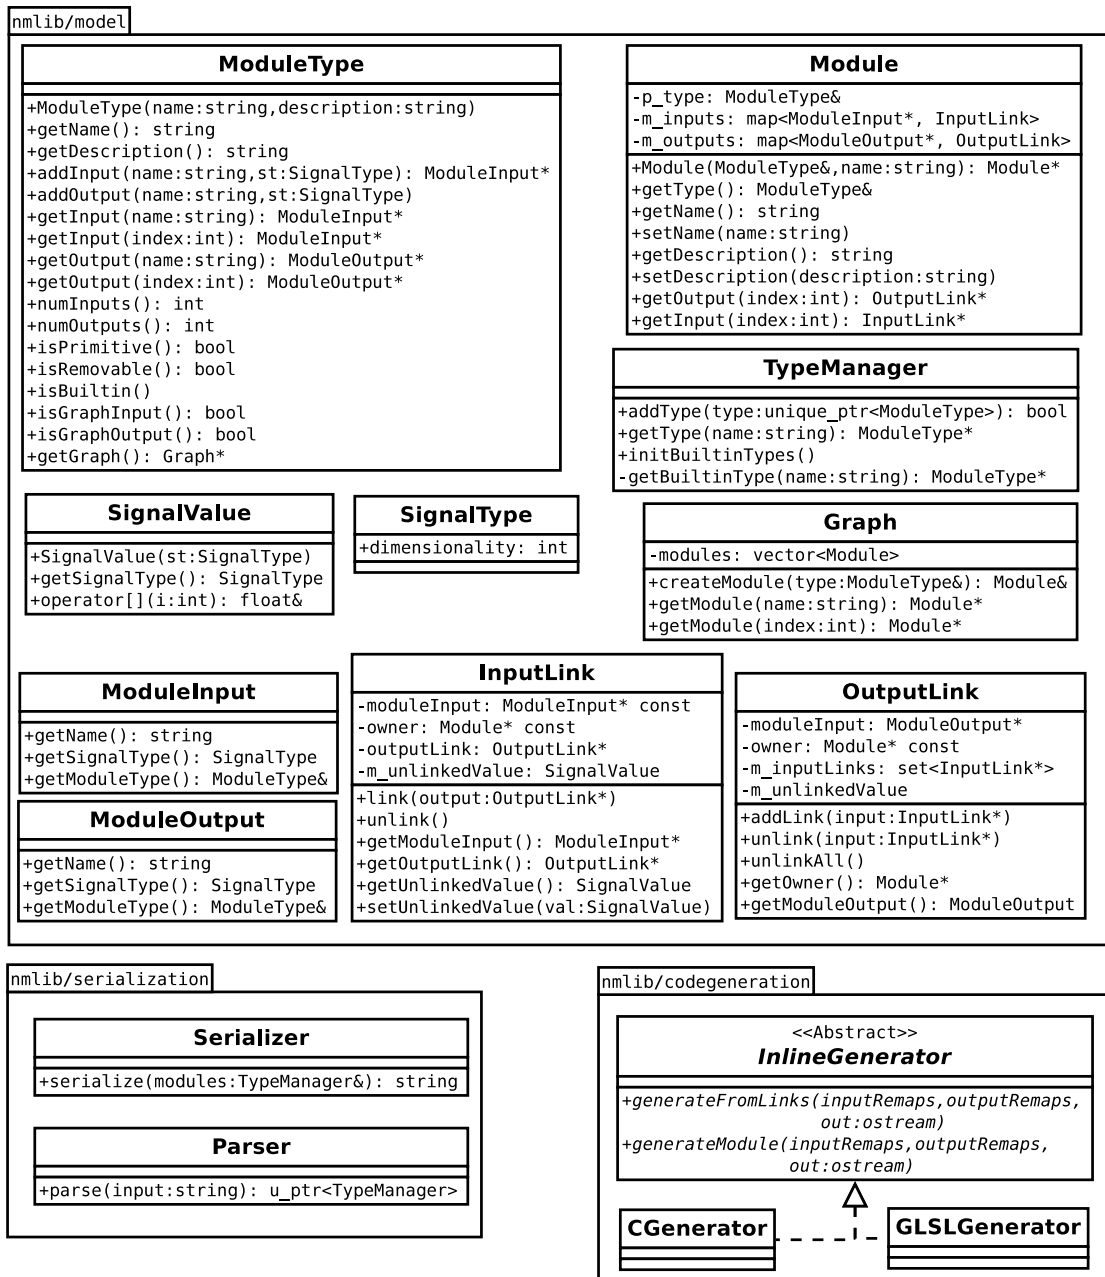 nmlib/model
ModuleType
+ModuleType(name:string,description:string)
+getName(): string
+getDescription(): string
+addInput(name:string,st:SignalType): ModuleInput*
+addOutput(name:string,st:SignalType)
+getInput(name:string): ModuleInput*
+getInput(index:int): ModuleInput*
+getOutput(name:string): ModuleOutput*
+getOutput(index:int): ModuleOutput*
+numInputs(): int
+numOutputs(): int
+isPrimitive(): bool
+isRemovable(): bool
+isBuiltin()
+isGraphInput(): bool
+isGraphOutput(): bool
+getGraph(): Graph*
Module
-p_type: ModuleType&
-m_inputs: map<ModuleInput*, InputLink>
-m_outputs: map<ModuleOutput*, OutputLink>
+Module(ModuleType&,name:string): Module*
+getType(): ModuleType&
+getName(): string
+setName(name:string)
+getDescription(): string
+setDescription(description:string)
+getOutput(index:int): OutputLink*
+getInput(index:int): InputLink*
TypeManager
+addType(type:unique_ptr<ModuleType>): bool
+getType(name:string): ModuleType*
+initBuiltinTypes()
-getBuiltinType(name:string): ModuleType*
SignalValue
+SignalValue(st:SignalType)
+getSignalType(): SignalType
+operator[](i:int): float&
SignalType
+dimensionality: int
Graph
-modules: vector<Module>
+createModule(type:ModuleType&): Module&
+getModule(name:string): Module*
+getModule(index:int): Module*
ModuleInput
+getName(): string
+getSignalType(): SignalType
+getModuleType(): ModuleType&
ModuleOutput
+getName(): string
+getSignalType(): SignalType
+getModuleType(): ModuleType&
InputLink
-moduleInput: ModuleInput* const
-owner: Module* const
-outputLink: OutputLink*
-m_unlinkedValue: SignalValue
+link(output:OutputLink*)
+unlink()
+getModuleInput(): ModuleInput*
+getOutputLink(): OutputLink*
+getUnlinkedValue(): SignalValue
+setUnlinkedValue(val:SignalValue)
OutputLink
-moduleInput: ModuleOutput*
-owner: Module* const
-m_inputLinks: set<InputLink*>
-m_unlinkedValue
+addLink(input:InputLink*)
+unlink(input:InputLink*)
+unlinkAll()
+getOwner(): Module*
+getModuleOutput(): ModuleOutput
nmlib/serialization
Serializer
+serialize(modules:TypeManager&): string
Parser
+parse(input:string): u_ptr<TypeManager>
nmlib/codegeneration
<<Abstract>>
InlineGenerator
+generateFromLinks(inputRemaps,outputRemaps,
out:ostream)
+generateModule(inputRemaps,outputRemaps,
out:ostream)
CGenerator
GLSLGenerator